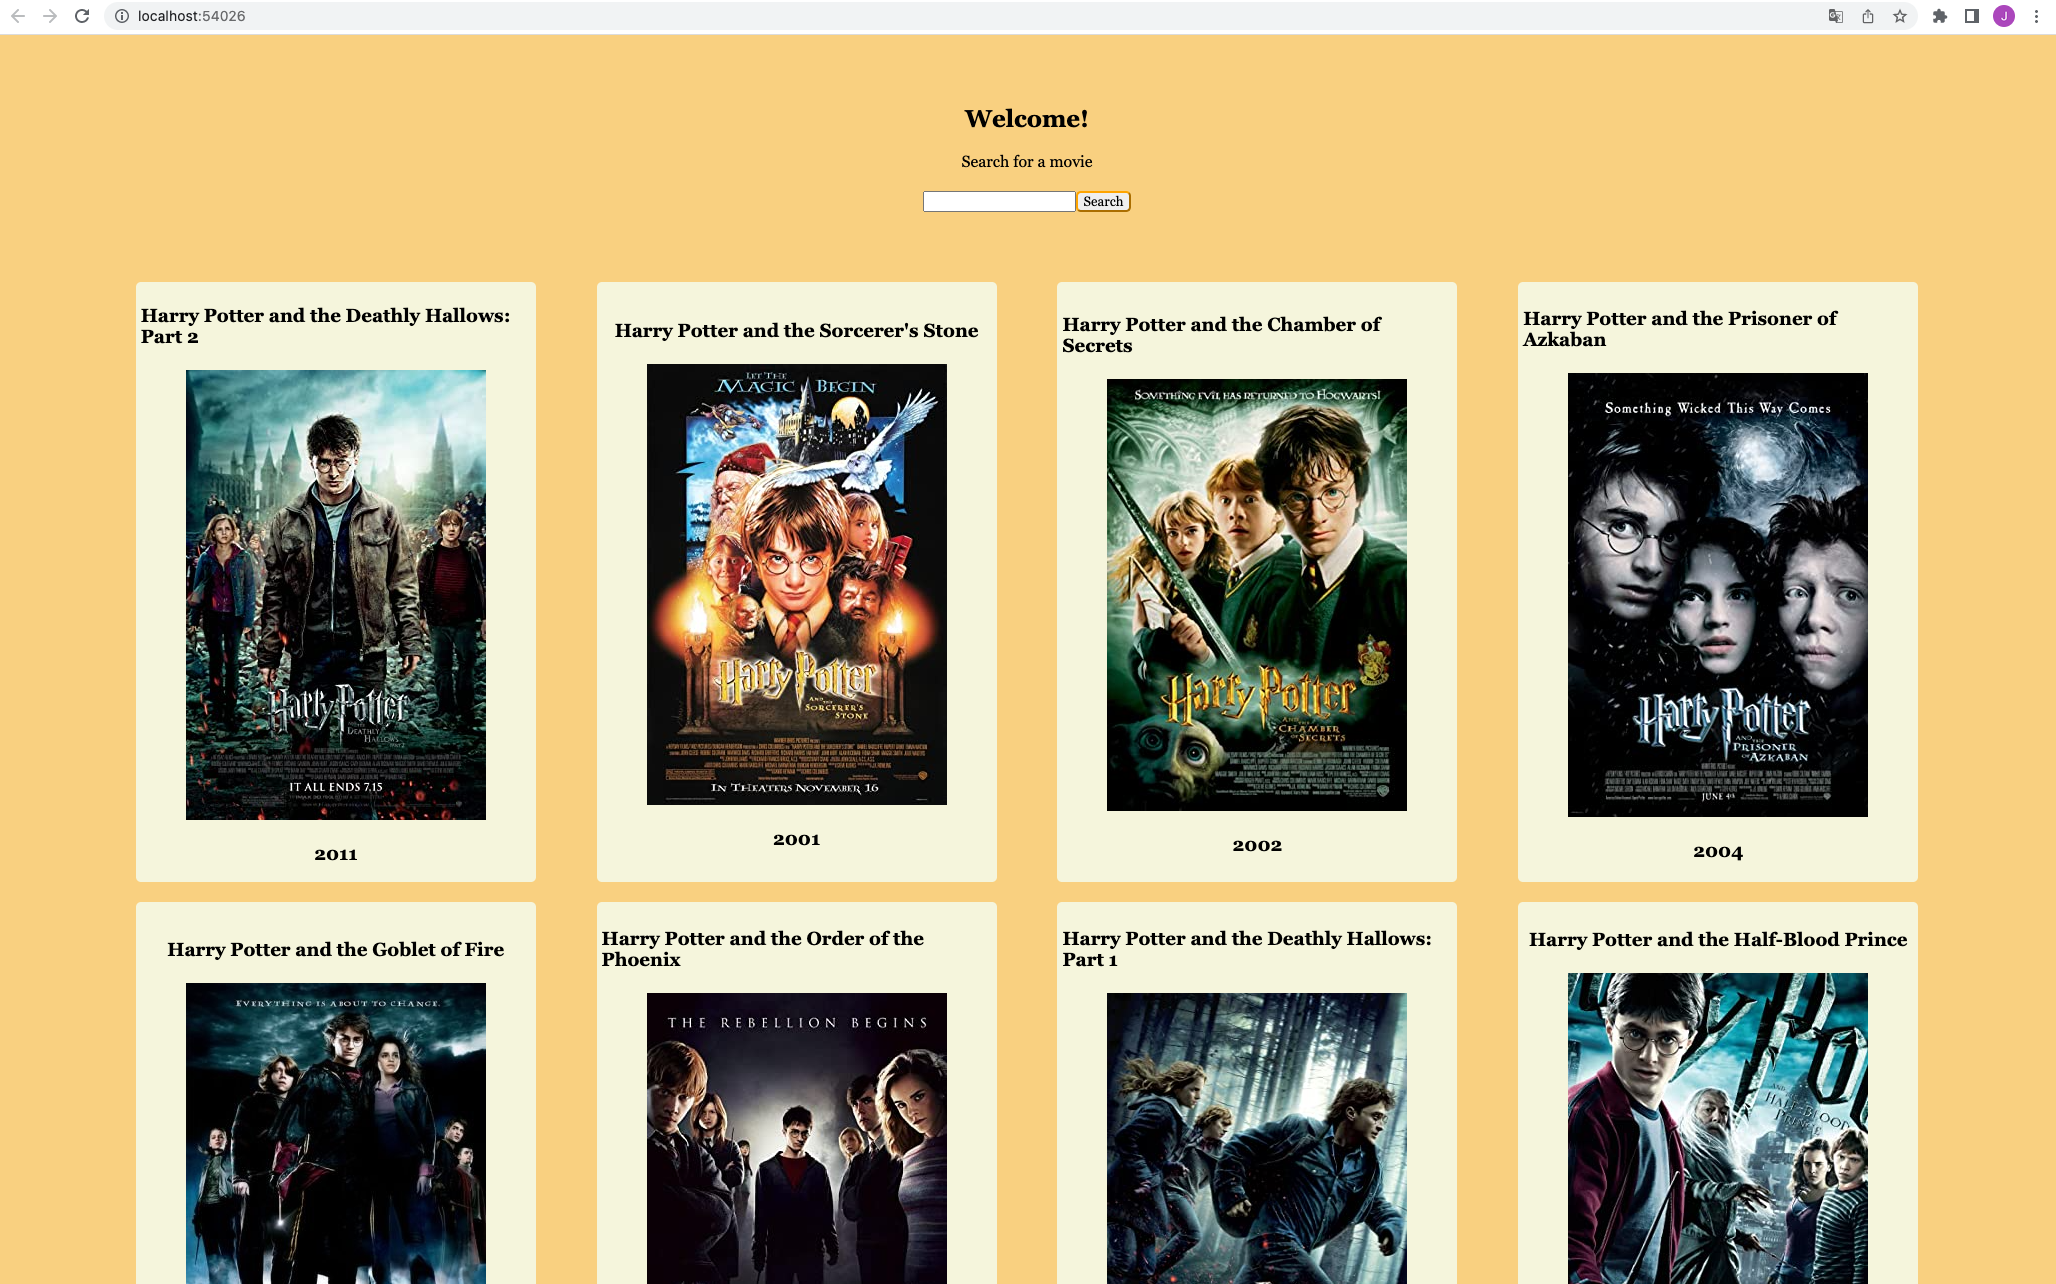 localhost:54026
J
Welcome!
Search for a movie
Search
Harry Potter and the Deathly Hallows:
Part 2
Harry Potter
AND THE
DEATHLY
HALLOWS
PART 2
IT ALL ENDS 7.15
2011
Harry Potter and the Sorcerer's Stone
LET THE
MAGIC BEGIN
Harry Potter
AND THE
SORCERER'S
STONE
IN THEATERS NOVEMBER 16
2001
Harry Potter and the Chamber of
Secrets
SOMETHING EVIL HAS RETURNED TO HOGWARTS!
Harry Potter
AND THE
CHAMBER
OF SECRETS
2002
Harry Potter and the Prisoner of
Azkaban
Something Wicked This Way Comes
Harry Potter
AND THE
PRISONER
OF AZKABAN
JUNE 4th
2004
Harry Potter and the Goblet of Fire
EVERYTHING IS ABOUT TO CHANGE.
Harry Potter and the Order of the
Phoenix
THE REBELLION BEGINS
Harry Potter and the Deathly Hallows:
Part 1
Harry Potter and the Half-Blood Prince
AND THE
HALF-BLOOD
PRINCE